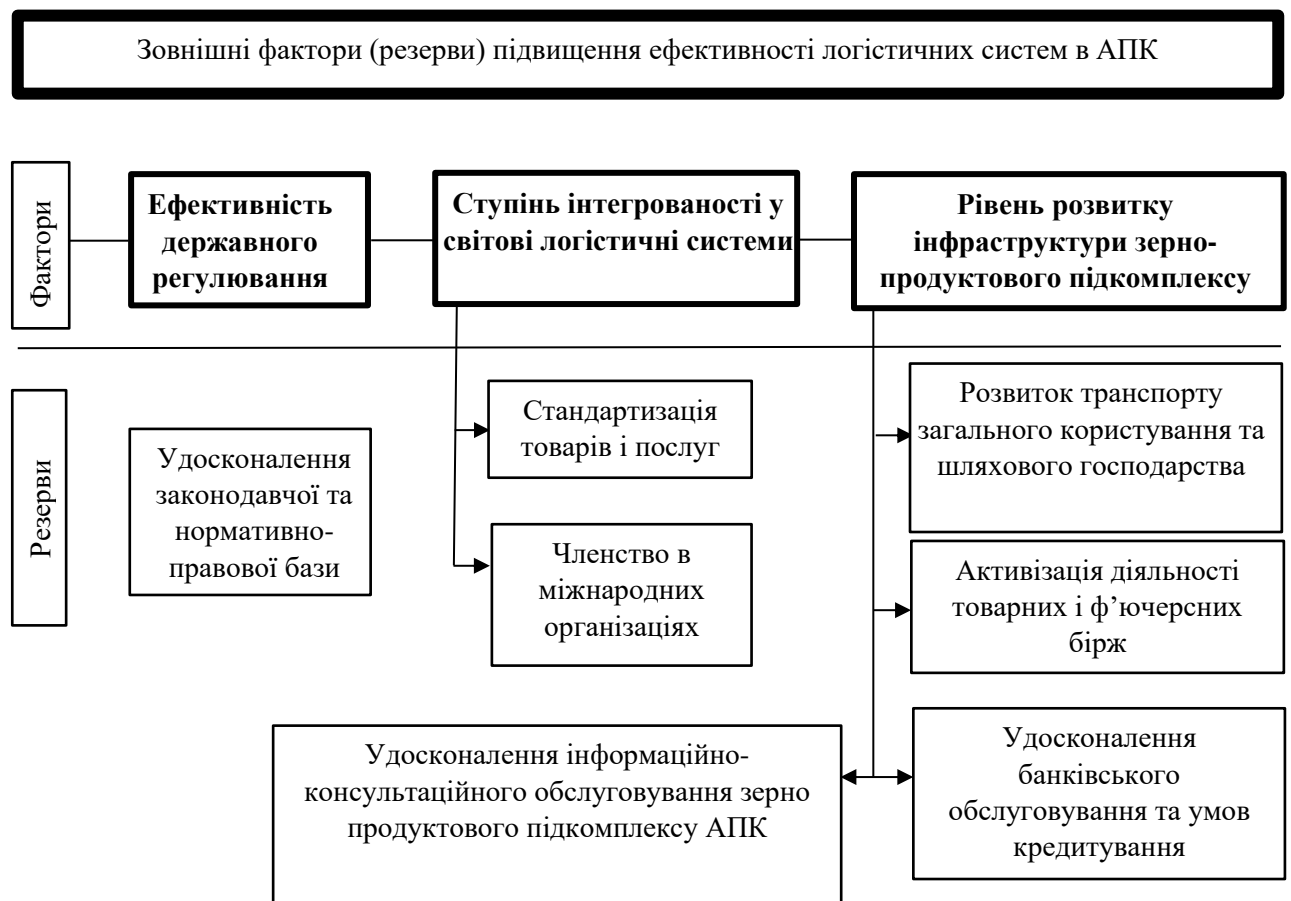 Зовнішні фактори (резерви) підвищення ефективності логістичних систем в АПК
Фактори
Ефективність
державного
регулювання
Ступінь інтегрованості у
світові логістичні системи
Рівень розвитку
інфраструктури зерно-
продуктового підкомплексу
Резерви
Удосконалення
законодавчої та
нормативно-
правової бази
Стандартизація
товарів і послуг
Членство в
міжнародних
організаціях
Розвиток транспорту
загального користування та
шляхового господарства
Активізація діяльності
товарних і ф’ючерсних
бірж
Удосконалення інформаційно-
консультаційного обслуговування зерно
продуктового підкомплексу АПК
Удосконалення
банківського
обслуговування та умов
кредитування